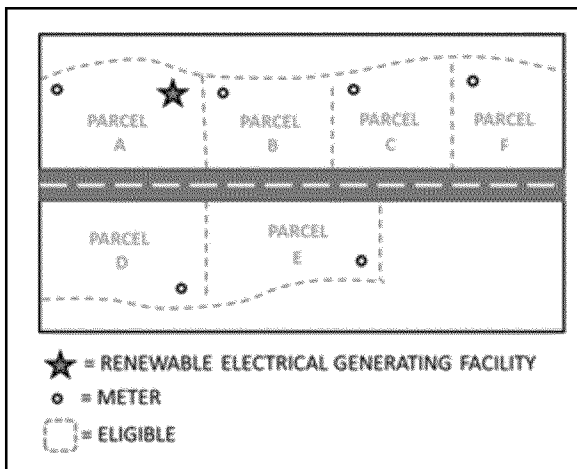 PARCEL
A
PARCEL
B
PARCEL
C
PARCEL
F
PARCEL
D
PARCEL
E
= RENEWABLE ELECTRICAL GENERATING FACILITY
= METER
= ELIGIBLE